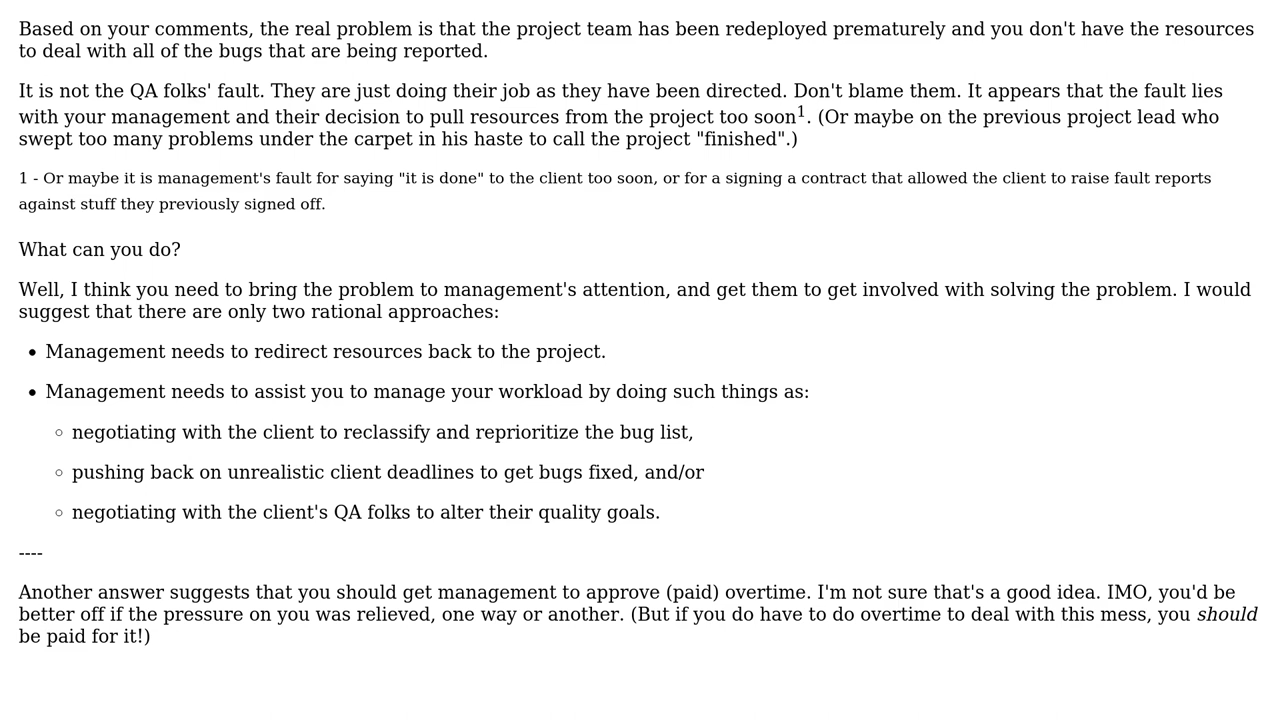 Based on your comments, the real problem is that the project team has been redeployed prematurely and you don't have the resources
to deal with all of the bugs that are being reported.
It is not the QA folks' fault. They are just doing their job as they have been directed. Don't blame them. It appears that the fault lies
with your management and their decision to pull resources from the project too soon1. (Or maybe on the previous project lead who
swept too many problems under the carpet in his haste to call the project "finished".)
1 - Or maybe it is management's fault for saying "it is done" to the client too soon, or for a signing a contract that allowed the client to raise fault reports
against stuff they previously signed off.
What can you do?
Well, I think you need to bring the problem to management's attention, and get them to get involved with solving the problem. I would
suggest that there are only two rational approaches:
• Management needs to redirect resources back to the project.
• Management needs to assist you to manage your workload by doing such things as:
◦ negotiating with the client to reclassify and reprioritize the bug list,
◦ pushing back on unrealistic client deadlines to get bugs fixed, and/or
◦ negotiating with the client's QA folks to alter their quality goals.
----
Another answer suggests that you should get management to approve (paid) overtime. I'm not sure that's a good idea. IMO, you'd be
better off if the pressure on you was relieved, one way or another. (But if you do have to do overtime to deal with this mess, you should
be paid for it!)